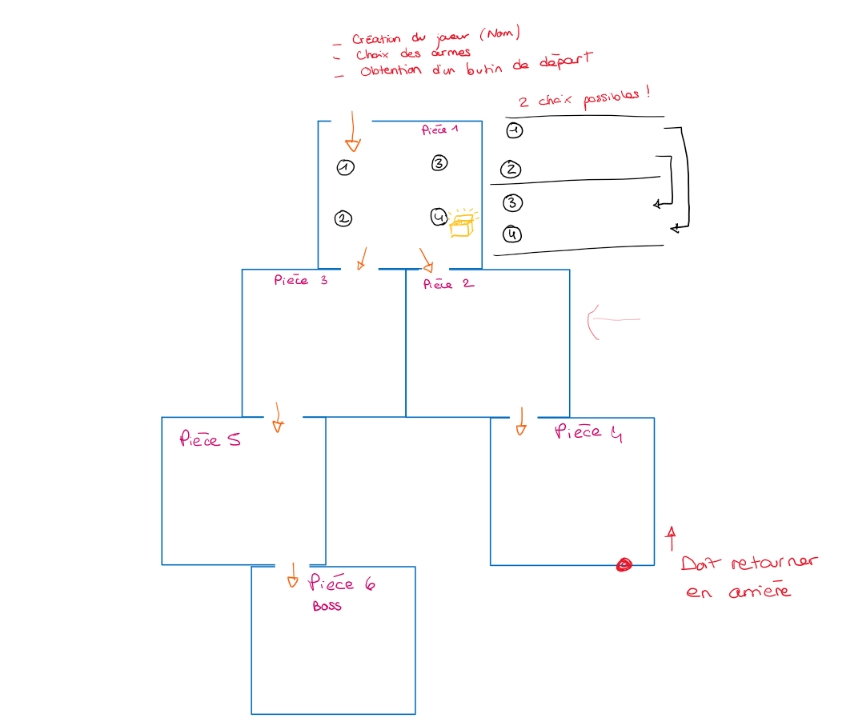 - Création du joueur (Nom)
- Choix des armes
- Obtention d'un butin de départ
2 choix possibles !
Pièce 1
1
3
2
4
1
2
3
4
Pièce 3
Pièce 2
Pièce 5
Pièce 4
Doit retourner
en arrière
Pièce 6
Boss